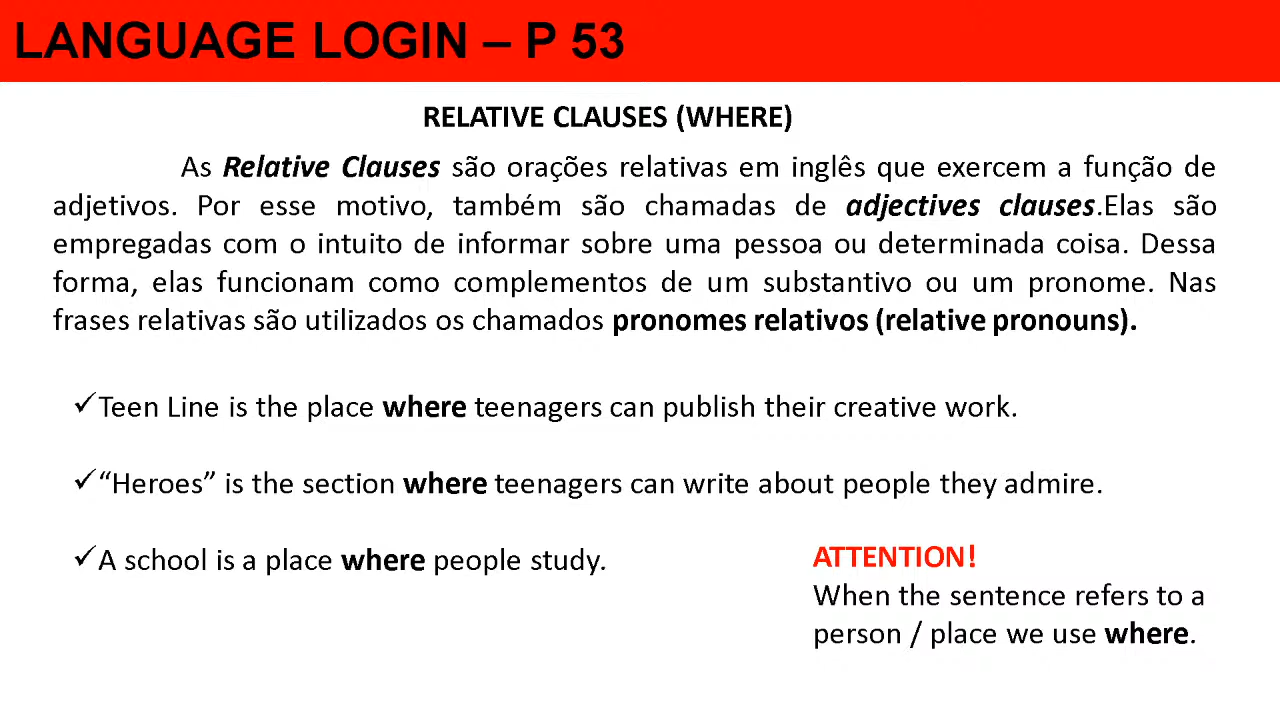 LANGUAGE LOGIN – P 53
RELATIVE CLAUSES (WHERE)
As Relative Clauses são orações relativas em inglês que exercem a função de
adjetivos. Por esse motivo, também são chamadas de adjectives clauses.Elas são
empregadas com o intuito de informar sobre uma pessoa ou determinada coisa. Dessa
forma, elas funcionam como complementos de um substantivo ou um pronome. Nas
frases relativas são utilizados os chamados pronomes relativos (relative pronouns).
✓Teen Line is the place where teenagers can publish their creative work.
✓“Heroes” is the section where teenagers can write about people they admire.
✓A school is a place where people study.
ATTENTION!
When the sentence refers to a
person / place we use where.